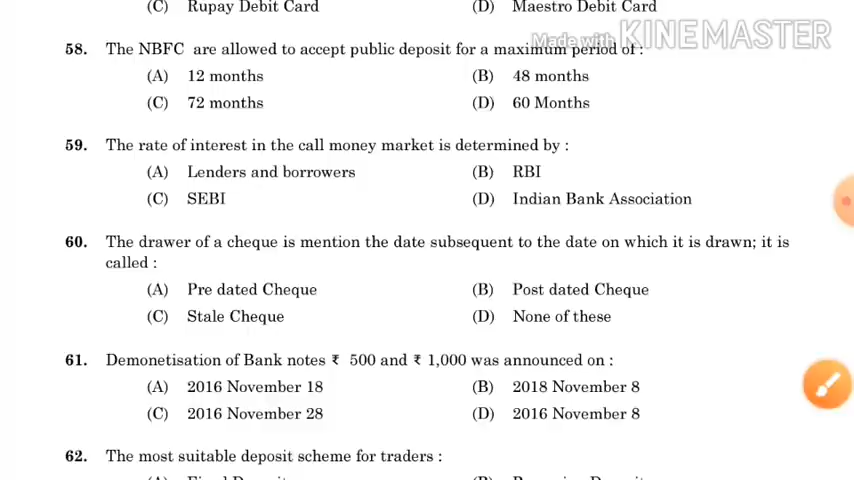 (C) Rupay Debit Card (D) Maestro Debit Card
Made with KINEMASTER
58. The NBFC are allowed to accept public deposit for a maximum period of :
(A) 12 months (B) 48 months
(C) 72 months (D) 60 Months
59. The rate of interest in the call money market is determined by :
(A) Lenders and borrowers (B) RBI
(C) SEBI (D) Indian Bank Association
60. The drawer of a cheque is mention the date subsequent to the date on which it is drawn; it is
called :
(A) Pre dated Cheque (B) Post dated Cheque
(C) Stale Cheque (D) None of these
61. Demonetisation of Bank notes ₹ 500 and ₹ 1,000 was announced on :
(A) 2016 November 18 (B) 2018 November 8
(C) 2016 November 28 (D) 2016 November 8
62. The most suitable deposit scheme for traders :
(A) Fixed Deposit (B) Recurring Deposit